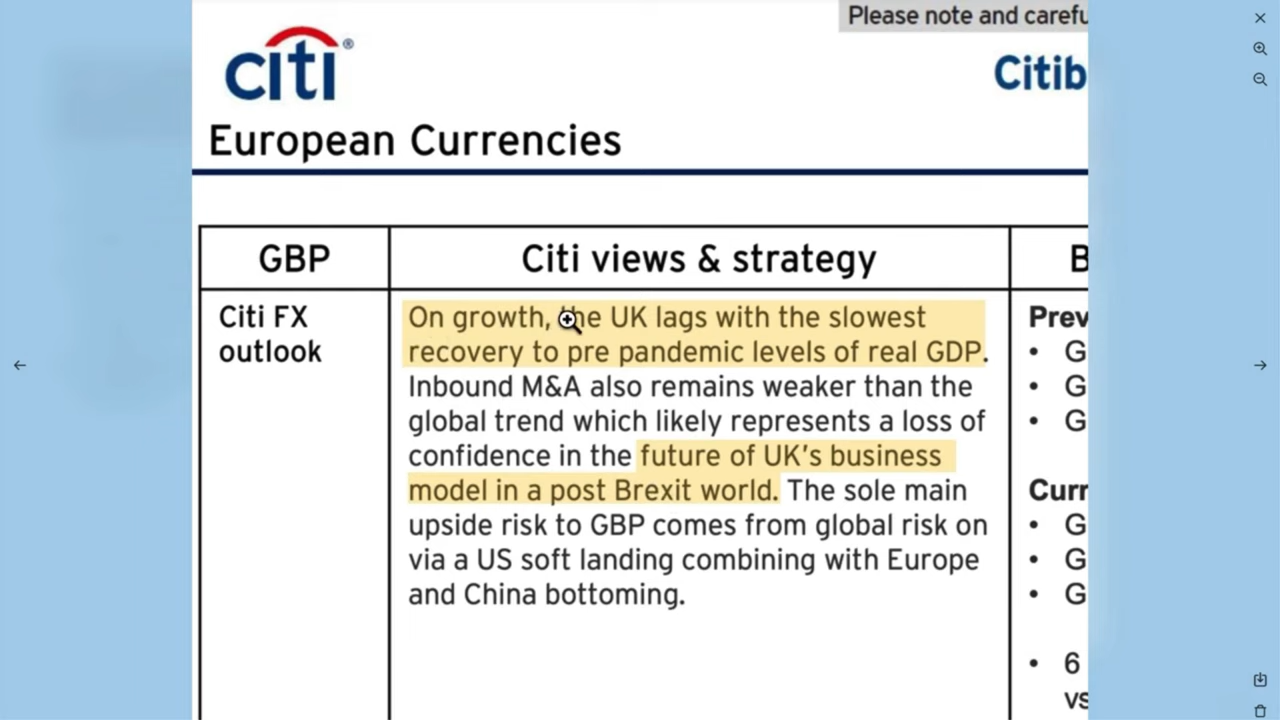 Please note and carefu
citi®
Citib
European Currencies
GBP
Citi views & strategy
B
Citi FX
outlook
On growth, the UK lags with the slowest
recovery to pre pandemic levels of real GDP.
Inbound M&A also remains weaker than the
global trend which likely represents a loss of
confidence in the future of UK’s business
model in a post Brexit world. The sole main
upside risk to GBP comes from global risk on
via a US soft landing combining with Europe
and China bottoming.
Prev
• G
• G
• G
Curr
• G
• G
• G
• 6
vs